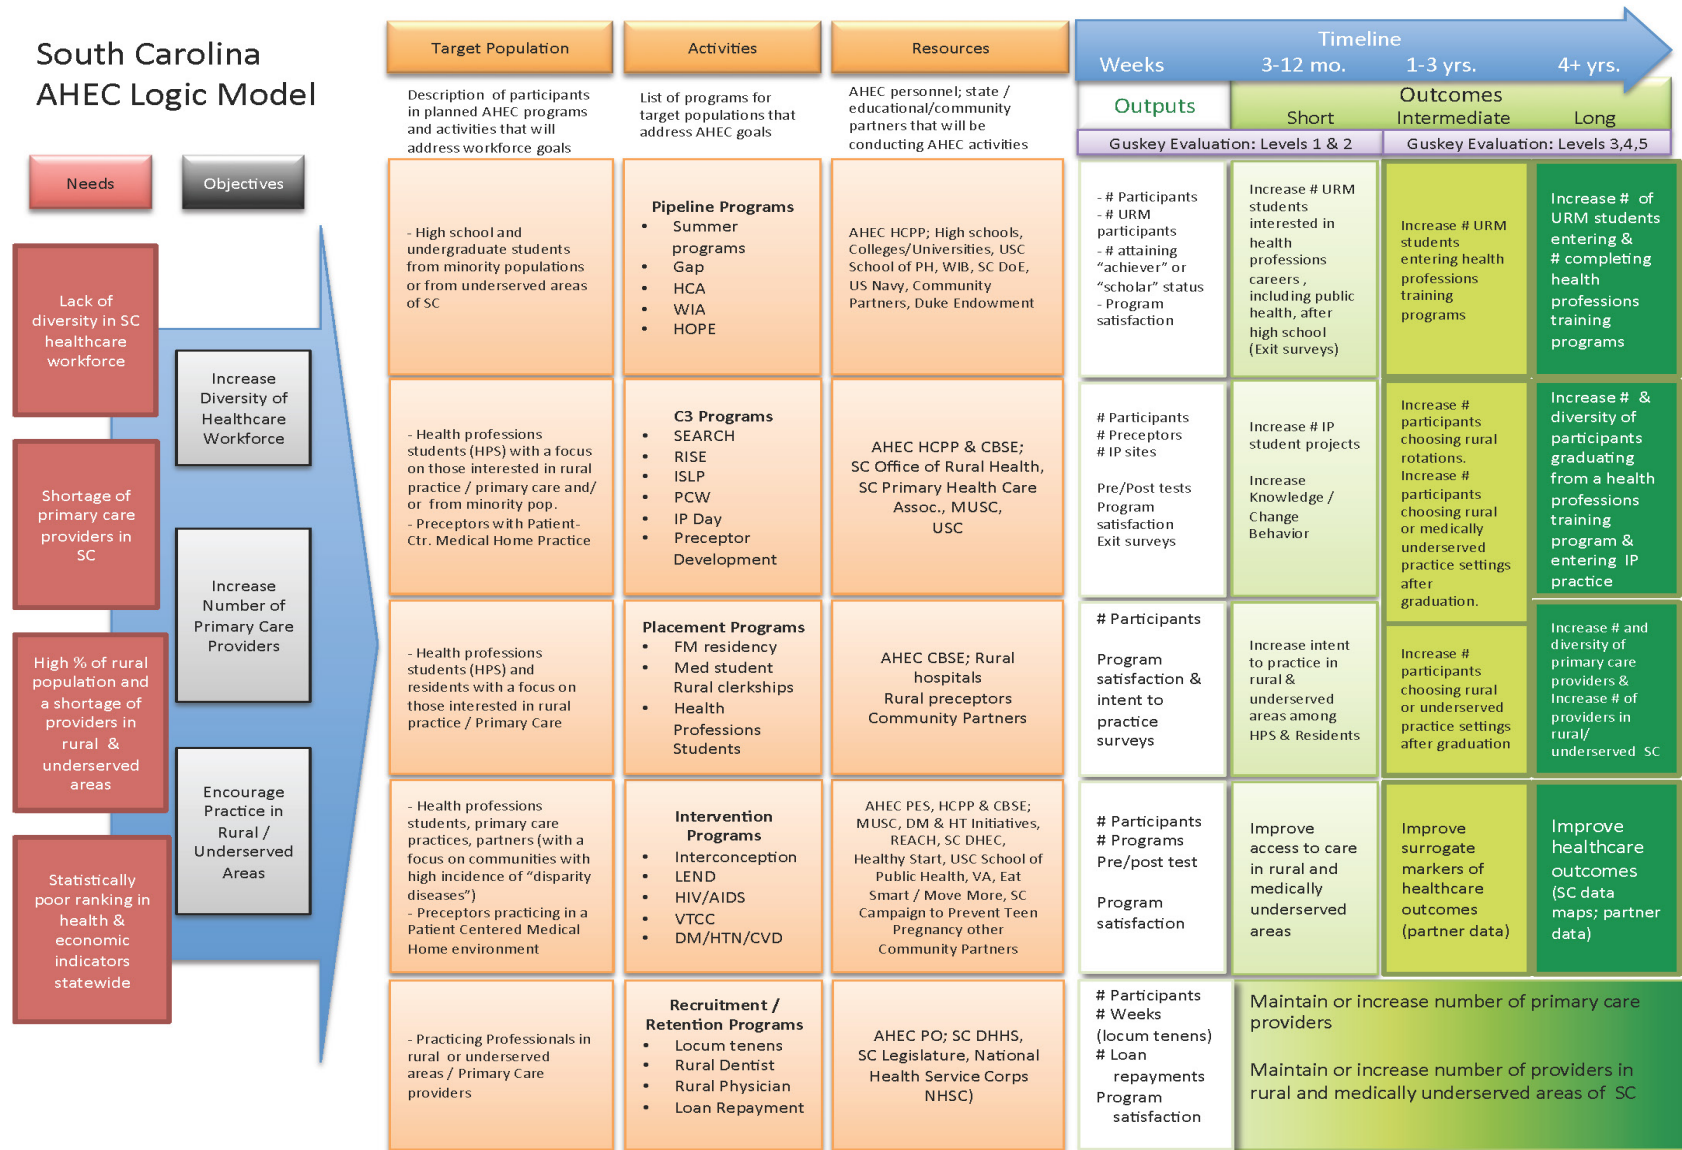 South Carolina
AHEC Logic Model
Needs
Objectives
Lack of
diversity in SC
healthcare
workforce
Shortage of
primary care
providers in
SC
High % of rural
population and
a shortage of
providers in
rural &
underserved
areas
Statistically
poor ranking in
health &
economic
indicators
statewide
Increase
Diversity of
Healthcare
Workforce
Increase
Number of
Primary Care
Providers
Encourage
Practice in
Rural /
Underserved
Areas
Target Population
Activities
Resources
Timeline
Weeks
3-12 mo.
1-3 yrs.
4+ yrs.
Description of participants
in planned AHEC programs
and activities that will
address workforce goals
List of programs for
target populations that
address AHEC goals
AHEC personnel; state /
educational/community
partners that will be
conducting AHEC activities
Outputs
Outcomes
Short
Intermediate
Long
Guskey Evaluation: Levels 1 & 2
Guskey Evaluation: Levels 3,4,5
- High school and
undergraduate students
from minority populations
or from underserved areas
of SC
Pipeline Programs
• Summer
programs
• Gap
• HCA
• WIA
• HOPE
AHEC HCPP; High schools,
Colleges/Universities, USC
School of PH, WIB, SC DoE,
US Navy, Community
Partners, Duke Endowment
- # Participants
- # URM
participants
- # attaining
“achiever” or
“scholar” status
- Program
satisfaction
Increase # URM
students
interested in
health
professions
careers ,
including public
health, after
high school
(Exit surveys)
Increase # URM
students
entering health
professions
training
programs
Increase # of
URM students
entering &
# completing
health
professions
training
programs
- Health professions
students (HPS) with a focus
on those interested in rural
practice / primary care and/
or from minority pop.
- Preceptors with Patient-
Ctr. Medical Home Practice
C3 Programs
• SEARCH
• RISE
• ISLP
• PCW
• IP Day
• Preceptor
Development
AHEC HCPP & CBSE;
SC Office of Rural Health,
SC Primary Health Care
Assoc., MUSC,
USC
# Participants
# Preceptors
# IP sites
Pre/Post tests
Program
satisfaction
Exit surveys
Increase # IP
student projects
Increase
Knowledge /
Change
Behavior
Increase #
participants
choosing rural
rotations.
Increase #
participants
choosing rural
or medically
underserved
practice settings
after
graduation.
Increase # &
diversity of
participants
graduating
from a health
professions
training
program &
entering IP
practice
- Health professions
students (HPS) and
residents with a focus on
those interested in rural
practice / Primary Care
Placement Programs
• FM residency
• Med student
Rural clerkships
• Health
Professions
Students
AHEC CBSE; Rural
hospitals
Rural preceptors
Community Partners
# Participants
Program
satisfaction &
intent to
practice
surveys
Increase intent
to practice in
rural &
underserved
areas among
HPS & Residents
Increase #
participants
choosing rural
or underserved
practice settings
after graduation
Increase # and
diversity of
primary care
providers &
Increase # of
providers in
rural/
underserved SC
- Health professions
students, primary care
practices, partners (with a
focus on communities with
high incidence of “disparity
diseases”)
- Preceptors practicing in a
Patient Centered Medical
Home environment
Intervention
Programs
• Interconception
• LEND
• HIV/AIDS
• VTCC
• DM/HTN/CVD
AHEC PES, HCPP & CBSE;
MUSC, DM & HT Initiatives,
REACH, SC DHEC,
Healthy Start, USC School of
Public Health, VA, Eat
Smart / Move More, SC
Campaign to Prevent Teen
Pregnancy other
Community Partners
# Participants
# Programs
Pre/post test
Program
satisfaction
Improve
access to care
in rural and
medically
underserved
areas
Improve
surrogate
markers of
healthcare
outcomes
(partner data)
Improve
healthcare
outcomes
(SC data
maps; partner
data)
- Practicing Professionals in
rural or underserved
areas / Primary Care
providers
Recruitment /
Retention Programs
• Locum tenens
• Rural Dentist
• Rural Physician
• Loan Repayment
AHEC PO; SC DHHS,
SC Legislature, National
Health Service Corps
NHSC)
# Participants
# Weeks
(locum tenens)
# Loan
repayments
Program
satisfaction
Maintain or increase number of primary care
providers
Maintain or increase number of providers in
rural and medically underserved areas of SC